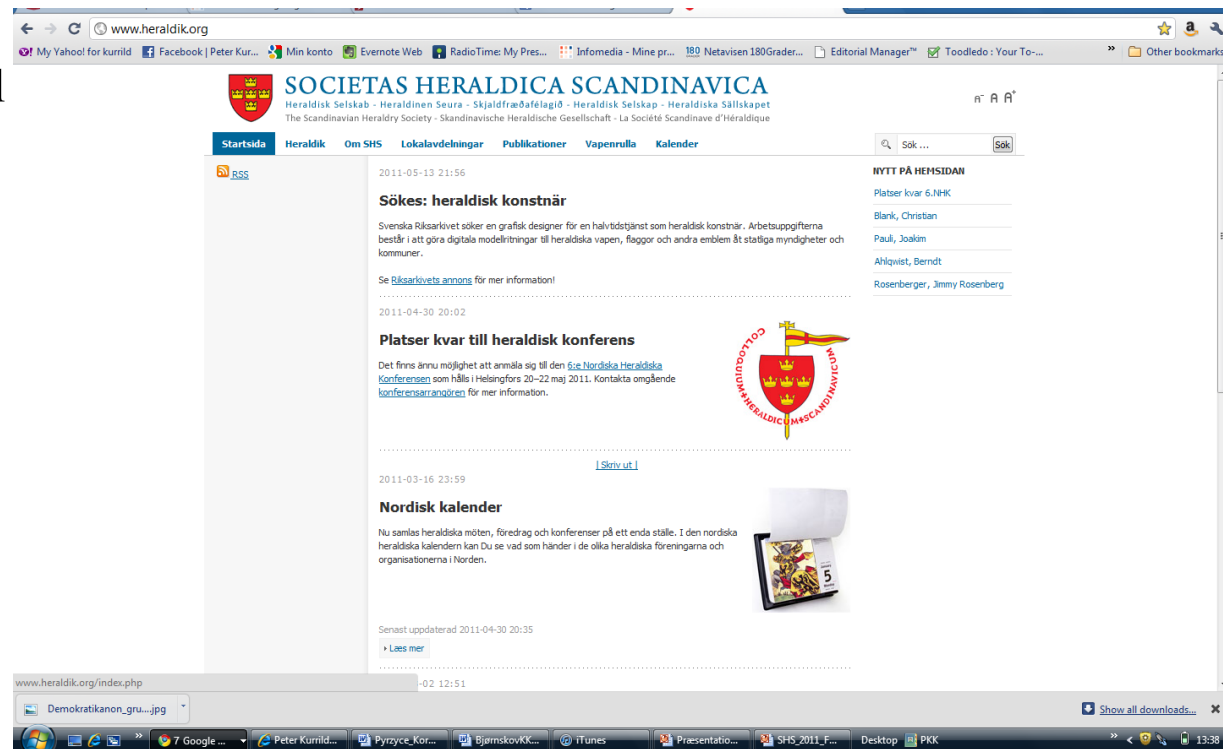 www.heraldik.org
My Yahoo! for kurrild Facebook | Peter Kur... Min konto Evernote Web RadioTime: My Pres... Infomedia - Mine pr... 180 Netavisen 180Grader... Editorial Manager™ Toodledo : Your To-... » Other bookmarks
SOCIETAS HERALDICA SCANDINAVICA
Heraldisk Selskab - Heraldinen Seura - Skjaldfræðafélagið - Heraldisk Selskap - Heraldiska Sällskapet
The Scandinavian Heraldry Society - Skandinavische Heraldische Gesellschaft - La Société Scandinave d'Héraldique
A- A A+
Startsida Heraldik Om SHS Lokalavdelningar Publikationer Vapenrulla Kalender
Sök ... Sök
RSS
2011-05-13 21:56
Sökes: heraldisk konstnär
Svenska Riksarkivet söker en grafisk designer för en halvtidstjänst som heraldisk konstnär. Arbetsuppgifterna
består i att göra digitala modellritningar till heraldiska vapen, flaggor och andra emblem åt statliga myndigheter och
kommuner.
Se Riksarkivets annons för mer information!
2011-04-30 20:02
Platser kvar till heraldisk konferens
Det finns ännu möjlighet att anmäla sig till den 6:e Nordiska Heraldiska
Konferensen som hålls i Helsingfors 20–22 maj 2011. Kontakta omgående
konferensarrangören för mer information.
COLLOQUIUM+HERALDICUM+SCANDINAVICUM
| Skriv ut |
2011-03-16 23:59
Nordisk kalender
Nu samlas heraldiska möten, föredrag och konferenser på ett enda ställe. I den nordiska
heraldiska kalendern kan Du se vad som händer i de olika heraldiska föreningarna och
organisationerna i Norden.
5
Senast uppdaterad 2011-04-30 20:35
Læs mer
-02 12:51
NYTT PÅ HEMSIDAN
Platser kvar 6.NHK
Blank, Christian
Pauli, Joakim
Ahlqwist, Berndt
Rosenberger, Jimmy Rosenberg
www.heraldik.org/index.php
Demokratikanon_gru....jpg
Show all downloads...
» 7 Google ... Peter Kurrild... Pyrzyce_Kor... BjørnskovKK... iTunes Præsentatio... SHS_2011_F... Desktop PKK » 13:38